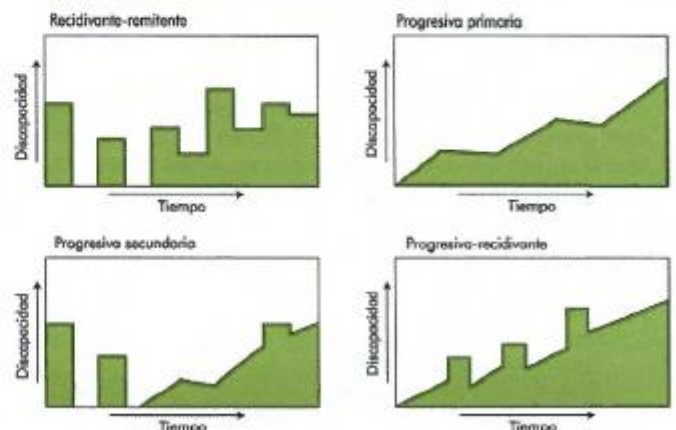 Recidivante-remitente
Progresiva primaria
Discapacidad
Tiempo
Discapacidad
Tiempo
Progresiva secundaria
Progresiva-recidivante
Discapacidad
Tiempo
Discapacidad
Tiempo